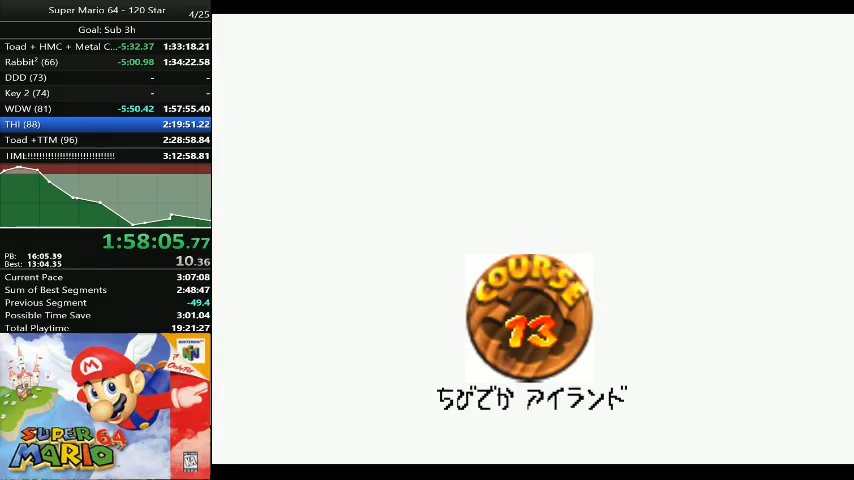 Super Mario 64 - 120 Star
4/25
Goal: Sub 3h
Toad + HMC + Metal C... -5:32.37 1:33:18.21
Rabbit² (66) -5:00.98 1:34:22.58
DDD (73) - -
Key 2 (74) - -
WDW (81) -5:50.42 1:57:55.40
THI (88) 2:19:51.22
Toad +TTM (96) 2:28:58.84
TIME!!!!!!!!!!!!!!!!!!!!!!!!!!!!! 3:12:58.81
1:58:05.77
PB: 16:05.39
Best: 13:04.35
10.36
Current Pace 3:07:08
Sum of Best Segments 2:48:47
Previous Segment -49.4
Possible Time Save 3:01.04
Total Playtime 19:21:27
NINTENDO 64
Only For
SUPER
MARIO 64
COURSE
13
ちびでか アイランド